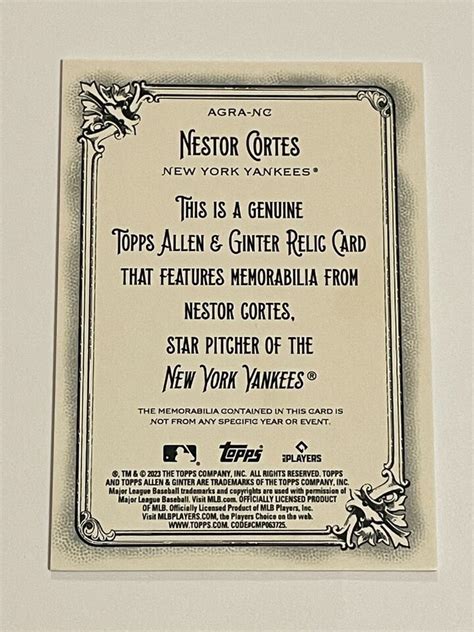 AGRA-NC
NESTOR CORTES
NEW YORK YANKEES®
THIS IS A GENUINE
TOPPS ALLEN & GINTER RELIC CARD
THAT FEATURES MEMORABILIA FROM
NESTOR CORTES,
STAR PITCHER OF THE
NEW YORK YANKEES®
THE MEMORABILIA CONTAINED IN THIS CARD IS
NOT FROM ANY SPECIFIC YEAR OR EVENT.
Topps PLAYERS
®, TM & © 2023 THE TOPPS COMPANY, INC. ALL RIGHTS RESERVED. TOPPS
AND TOPPS ALLEN & GINTER ARE TRADEMARKS OF THE TOPPS COMPANY, INC.
Major League Baseball trademarks and copyrights are used with permission of
Major League Baseball. Visit MLB.com. OFFICIALLY LICENSED PRODUCT
OF MLB. Officially Licensed Product of MLB Players, Inc.
Visit MLBPLAYERS.COM, the Players Choice on the web.
WWW.TOPPS.COM. CODE#CMP063725.